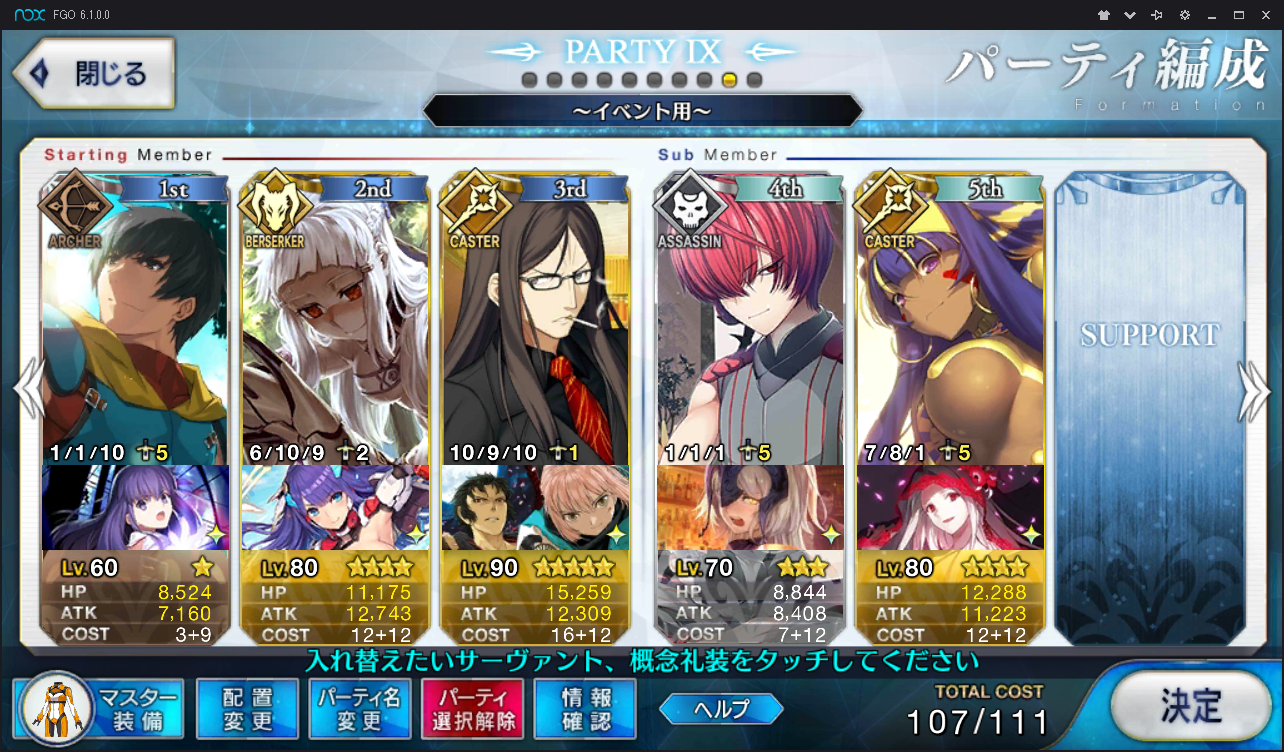 nox FGO 6.1.0.0
閉じる
PARTY IX
～イベント用～
パーティ編成
Formation
Starting Member
Sub Member
1st
2nd
3rd
4th
5th
ARCHER
BERSERKER
CASTER
ASSASSIN
CASTER
SUPPORT
1/1/10 5
6/10/9 2
10/9/10 1
1/1/1 5
7/8/1 5
Lv.60
HP 8,524
ATK 7,160
COST 3+9
Lv.80
HP 11,175
ATK 12,743
COST 12+12
Lv.90
HP 15,259
ATK 12,309
COST 16+12
Lv.70
HP 8,844
ATK 8,408
COST 7+12
Lv.80
HP 12,288
ATK 11,223
COST 12+12
入れ替えたいサーヴァント、概念礼装をタッチしてください
マスター
装備
配置
変更
パーティ名
変更
パーティ
選択解除
情報
確認
ヘルプ
TOTAL COST
107/111
決定